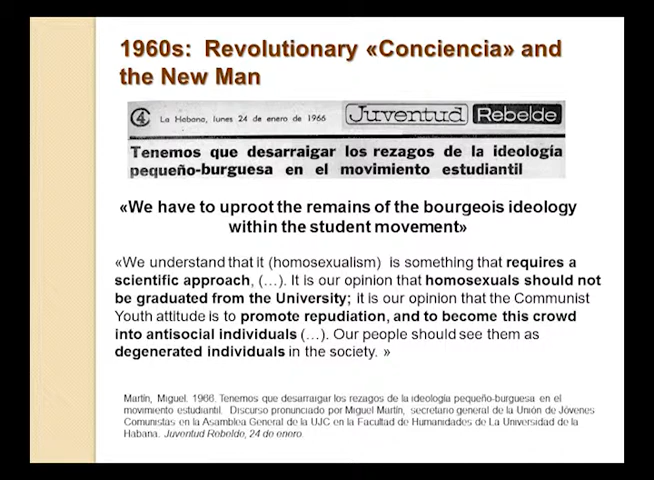 1960s: Revolutionary «Conciencia» and
the New Man
4 La Habana, lunes 24 de enero de 1966 Juventud Rebelde
Tenemos que desarraigar los rezagos de la ideología
pequeño-burguesa en el movimiento estudiantil
«We have to uproot the remains of the bourgeois ideology
within the student movement»
«We understand that it (homosexualism) is something that requires a
scientific approach, (…). It is our opinion that homosexuals should not
be graduated from the University; it is our opinion that the Communist
Youth attitude is to promote repudiation, and to become this crowd
into antisocial individuals (…). Our people should see them as
degenerated individuals in the society. »
Martín, Miguel. 1966. Tenemos que desarraigar los rezagos de la ideología pequeño-burguesa en el
movimiento estudiantil. Discurso pronunciado por Miguel Martín, secretario general de la Unión de Jóvenes
Comunistas en la Asamblea General de la UJC en la Facultad de Humanidades de La Universidad de la
Habana. Juventud Rebelde, 24 de enero.